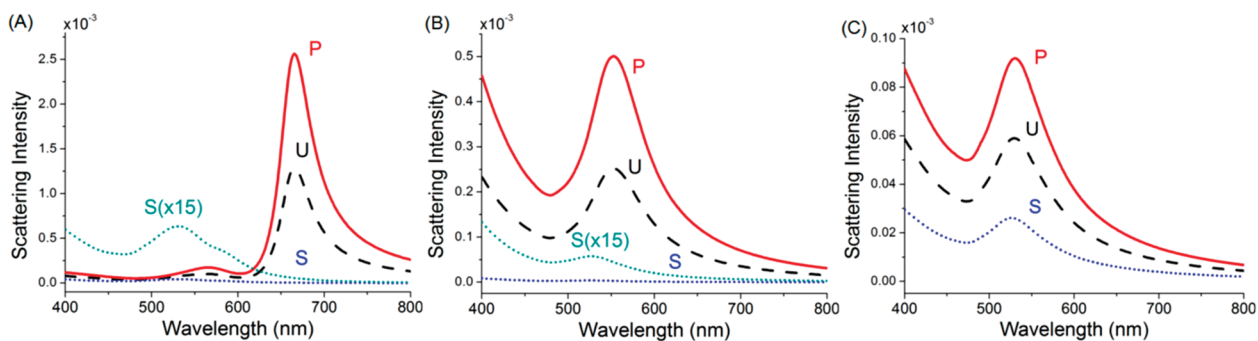 (A)
x10⁻³
2.5
2.0
1.5
1.0
0.5
0.0
Scattering Intensity
P
U
S(x15)
S
400 500 600 700 800
Wavelength (nm)
(B)
x10⁻³
0.5
0.4
0.3
0.2
0.1
0.0
Scattering Intensity
P
U
S(x15)
S
400 500 600 700 800
Wavelength (nm)
(C)
x10⁻³
0.10
0.08
0.06
0.04
0.02
0.00
Scattering Intensity
P
U
S
400 500 600 700 800
Wavelength (nm)